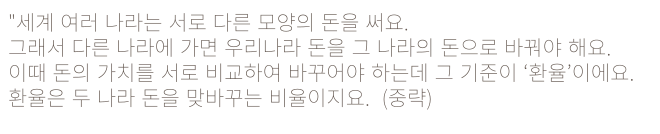 "세계 여러 나라는 서로 다른 모양의 돈을 써요.
그래서 다른 나라에 가면 우리나라 돈을 그 나라의 돈으로 바꿔야 해요.
이때 돈의 가치를 서로 비교하여 바꾸어야 하는데 그 기준이 ‘환율’이에요.
환율은 두 나라 돈을 맞바꾸는 비율이지요.  (중략)